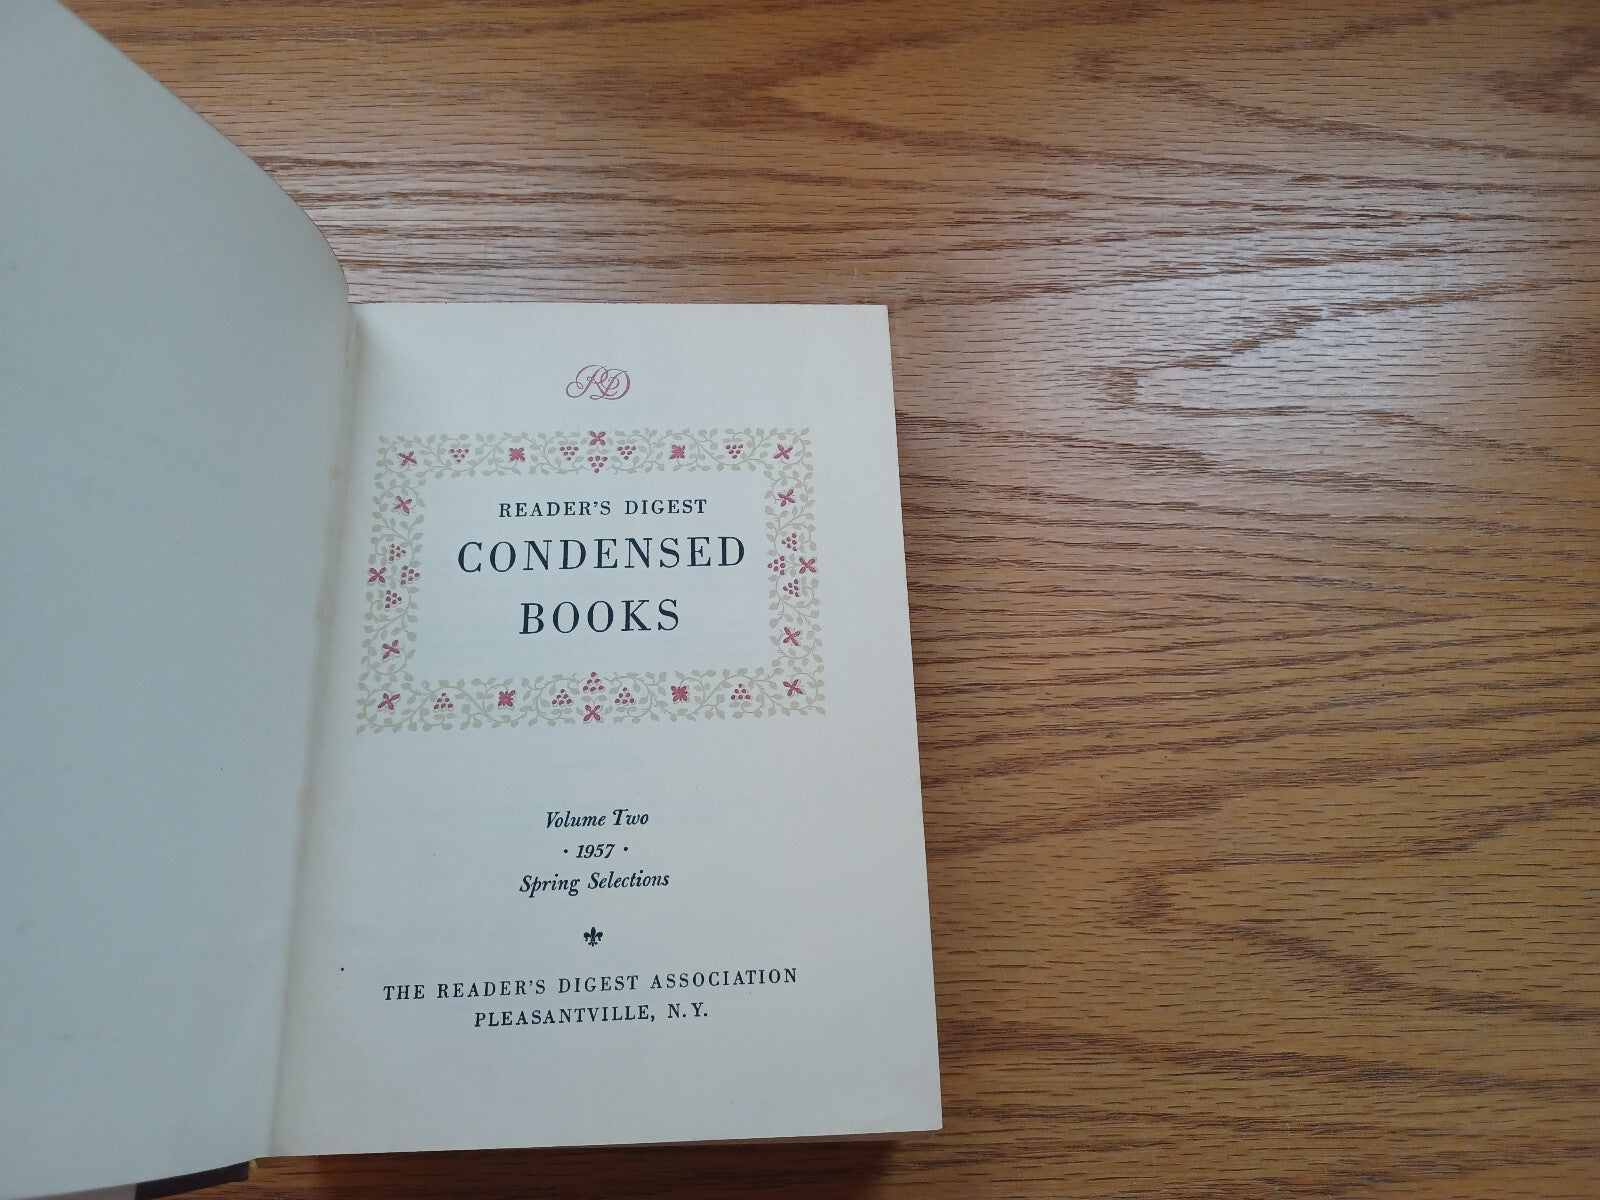 RD
READER'S DIGEST
CONDENSED
BOOKS
Volume Two
· 1957 ·
Spring Selections
THE READER'S DIGEST ASSOCIATION
PLEASANTVILLE, N.Y.